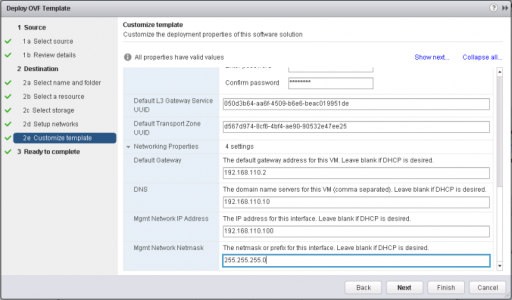 Deploy OVF Template
1 Source
1a Select source
1b Review details
2 Destination
2a Select name and folder
2b Select a resource
2c Select storage
2d Setup networks
2e Customize template
3 Ready to complete
Customize template
Customize the deployment properties of this software solution
All properties have valid values
Show next...
Collapse all...
Confirm password
********
Default L3 Gateway Service UUID
050d3b64-aa6f-4509-b6e6-beac019951de
Default Transport Zone UUID
d567d974-8cf6-4bf4-ae90-90532e47ee25
Networking Properties
4 settings
Default Gateway
The default gateway address for this VM. Leave blank if DHCP is desired.
192.168.110.2
DNS
The domain name servers for this VM (comma separated). Leave blank if DHCP is desired.
192.168.110.10
Mgmt Network IP Address
The IP address for this interface. Leave blank if DHCP is desired.
192.168.110.100
Mgmt Network Netmask
The netmask or prefix for this interface. Leave blank if DHCP is desired.
255.255.255.0
Back
Next
Finish
Cancel